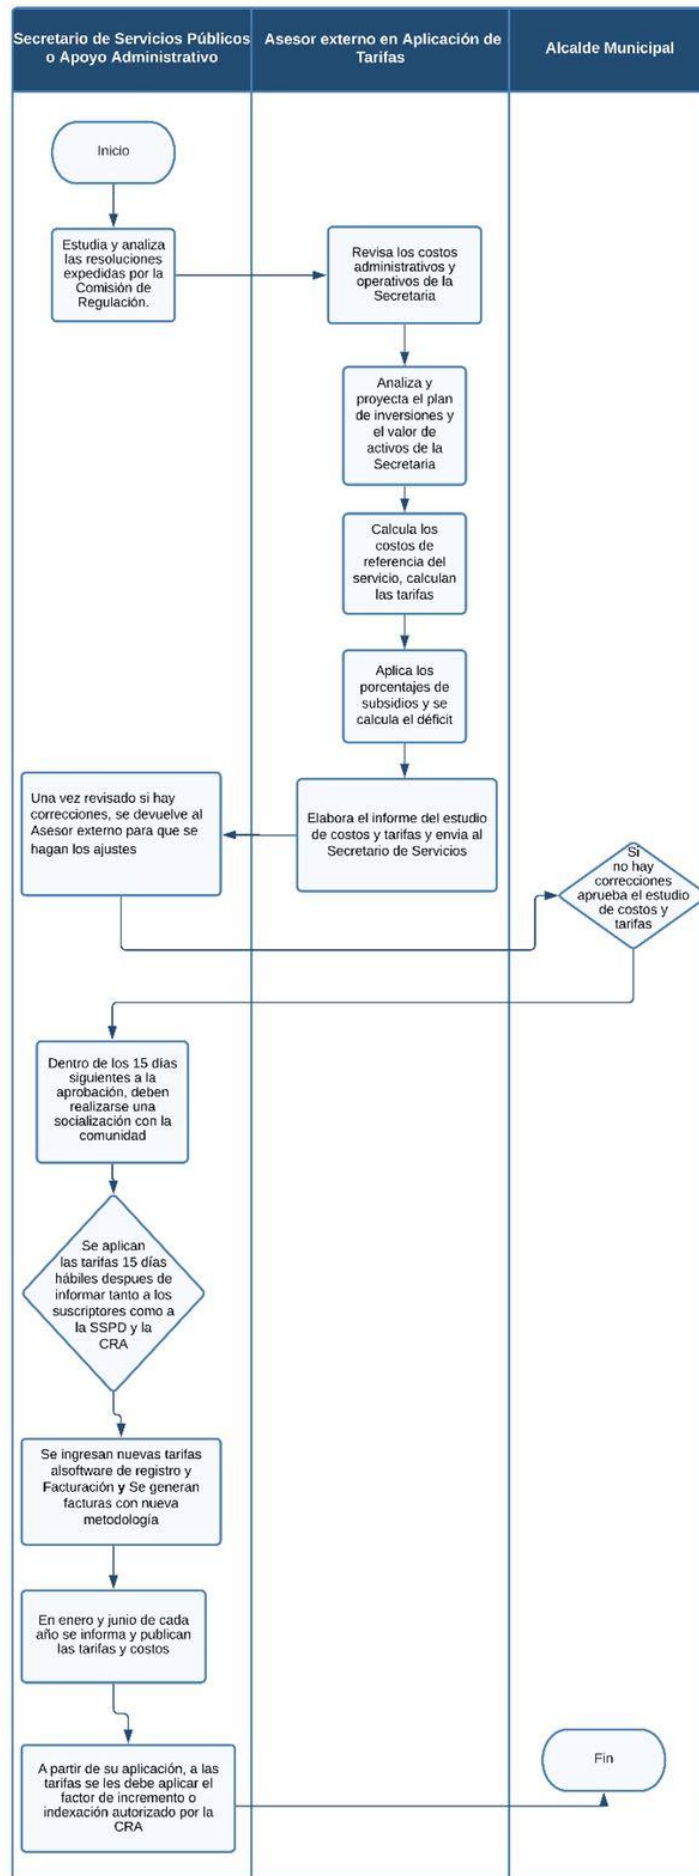 Secretario de Servicios Públicos
o Apoyo Administrativo
Asesor externo en Aplicación de
Tarifas
Alcalde Municipal
Inicio
Estudia y analiza
las resoluciones
expedidas por la
Comisión de
Regulación.
Revisa los costos
administrativos y
operativos de la
Secretaria
Analiza y
proyecta el plan
de inversiones y
el valor de
activos de la
Secretaria
Calcula los
costos de
referencia del
servicio, calculan
las tarifas
Aplica los
porcentajes de
subsidios y se
calcula el déficit
Elabora el informe del estudio
de costos y tarifas y envia al
Secretario de Servicios
Una vez revisado si hay
correcciones, se devuelve al
Asesor externo para que se
hagan los ajustes
Si
no hay
correcciones
aprueba el estudio
de costos y
tarifas
Dentro de los 15 días
siguientes a la
aprobación, deben
realizarse una
socialización con la
comunidad
Se aplican
las tarifas 15 días
hábiles despues de
informar tanto a los
suscriptores como a
la SSPD y la
CRA
Se ingresan nuevas tarifas
alsoftware de registro y
Facturación y Se generan
facturas con nueva
metodología
En enero y junio de cada
año se informa y publican
las tarifas y costos
A partir de su aplicación, a las
tarifas se les debe aplicar el
factor de incremento o
indexación autorizado por la
CRA
Fin